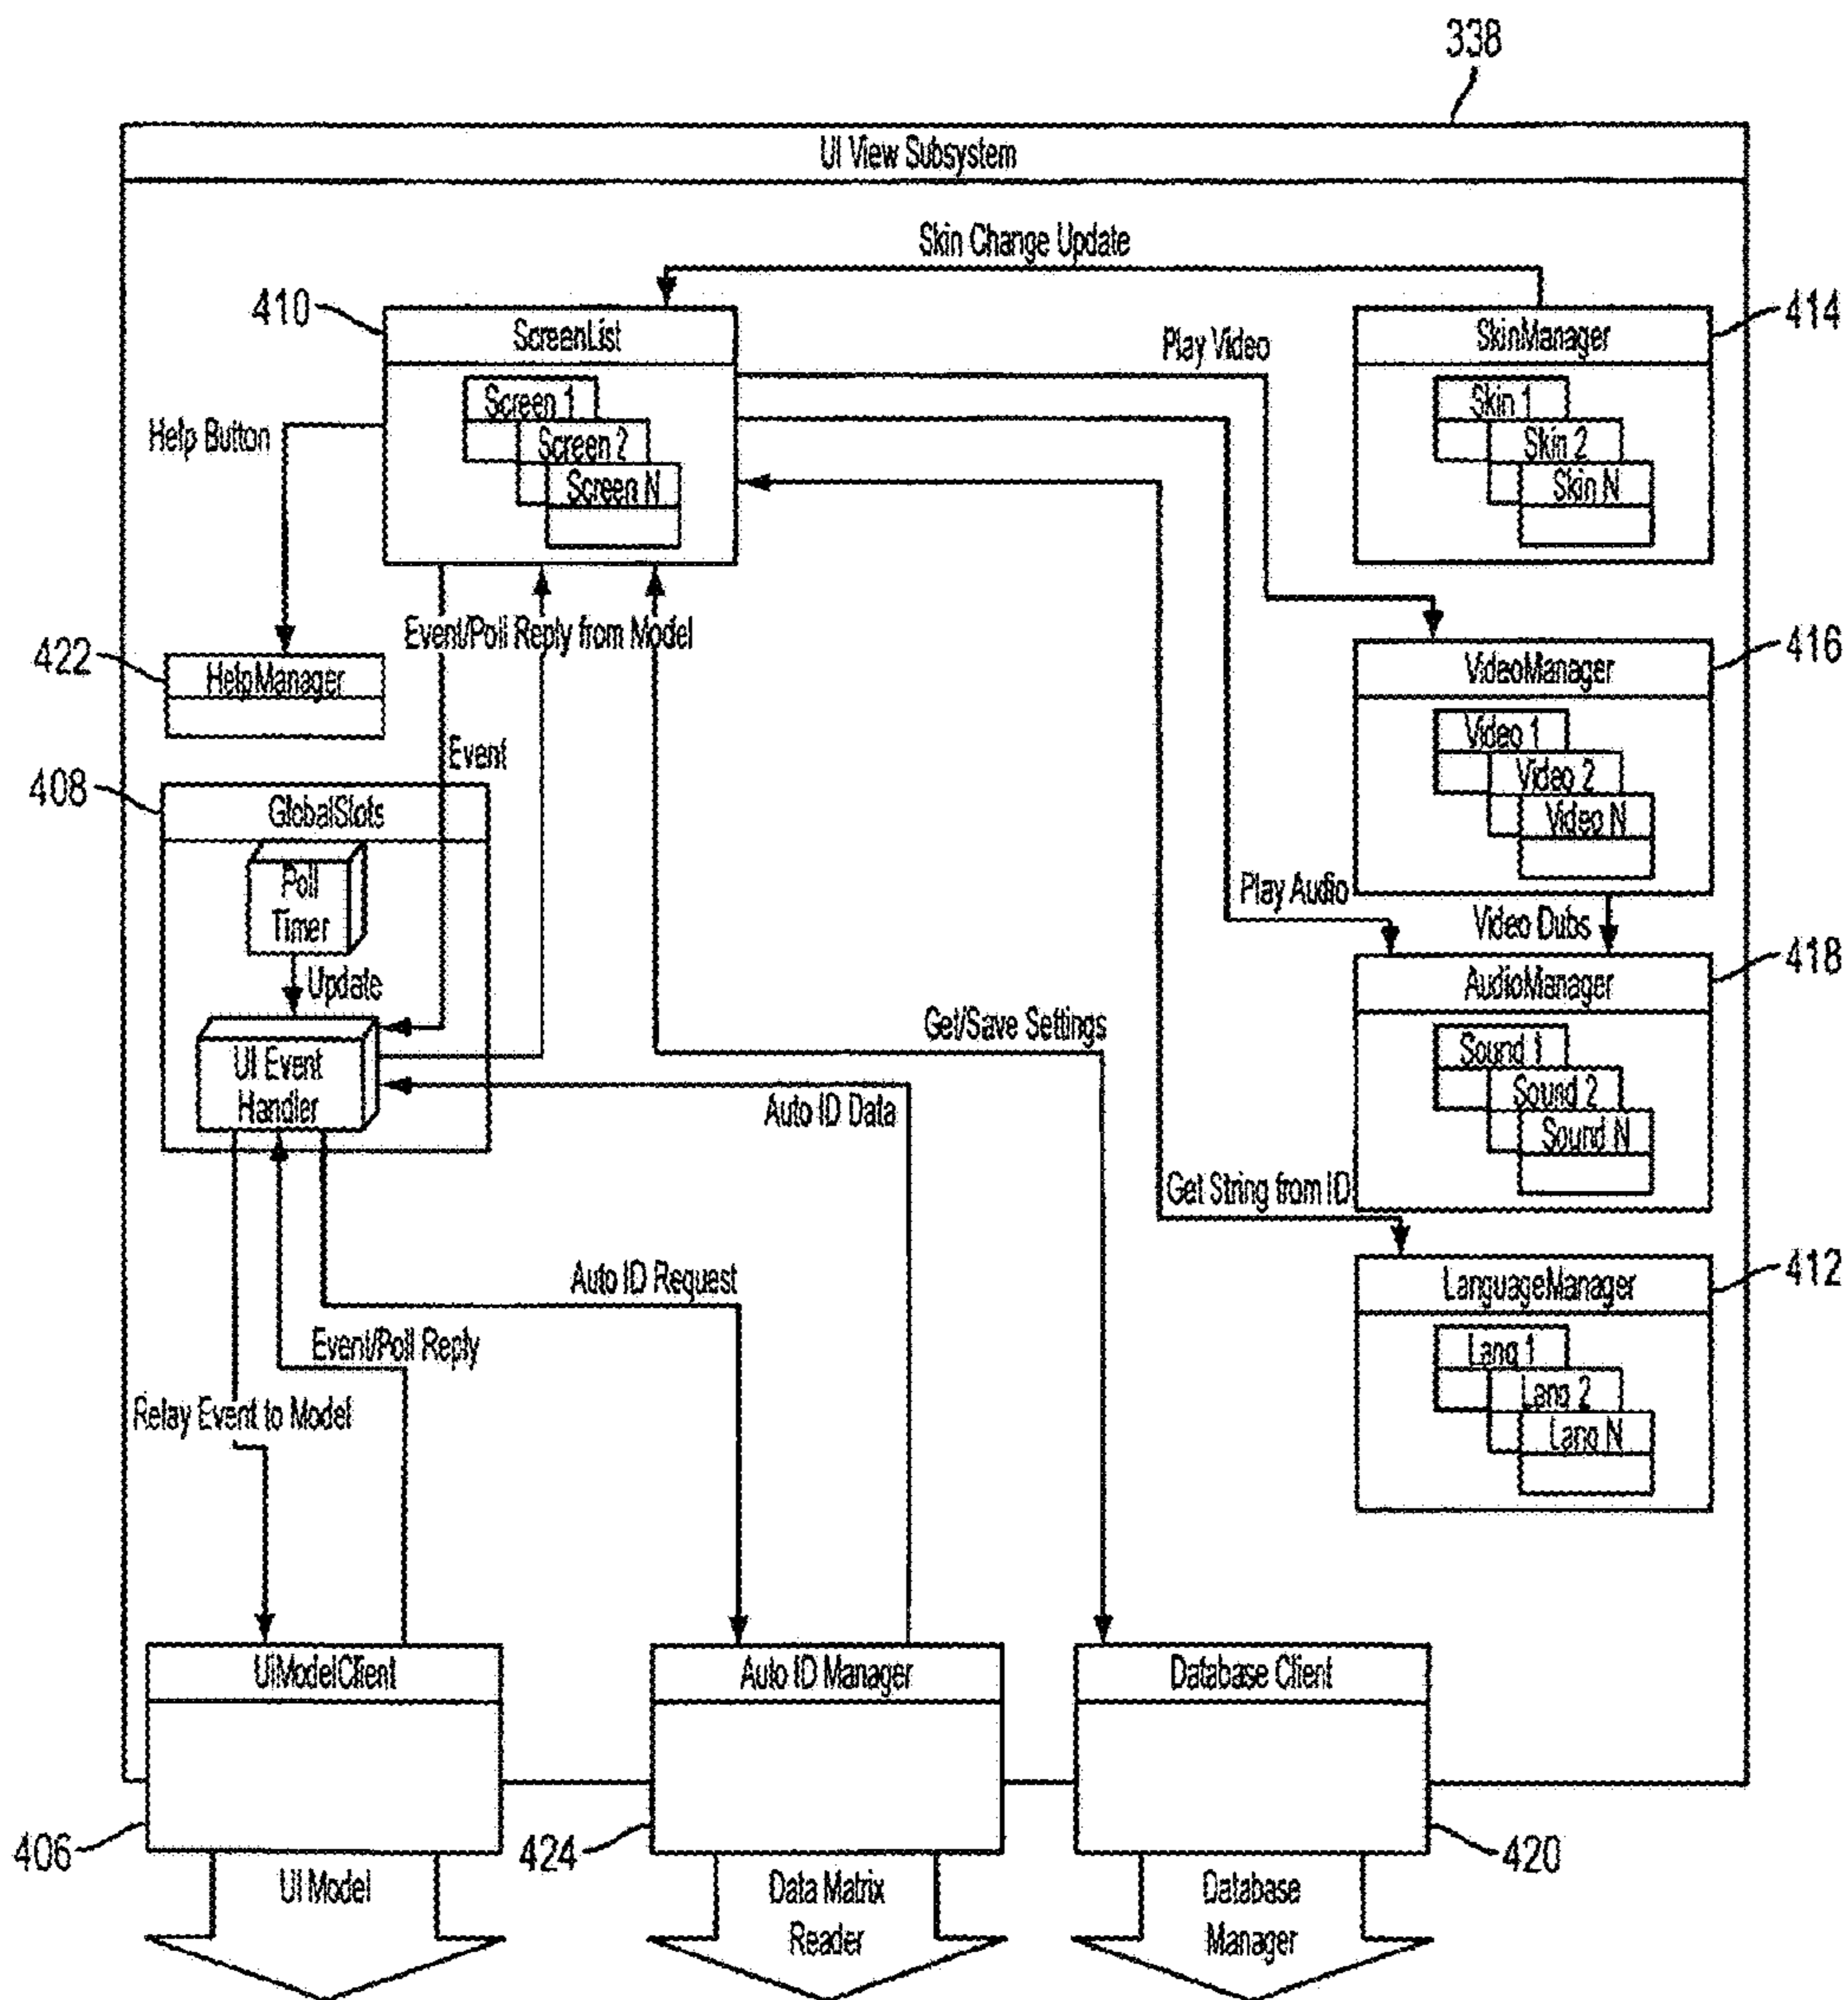 338
UI View Subsystem
Skin Change Update
410
ScreenList
414
SkinManager
Play Video
Screen 1
Screen 2
Screen N
Skin 1
Skin 2
Skin N
Help Button
Event/Poll Reply from Model
422
HelpManager
416
VideoManager
Video 1
Video 2
Video N
Event
408
GlobalSlots
Poll
Timer
Update
Play Audio
Video Dubs
418
AudioManager
Sound 1
Sound 2
Sound N
UI Event
Handler
Get/Save Settings
Auto ID Data
Get String from ID
412
LanguageManager
Lang 1
Lang 2
Lang N
Auto ID Request
Event/Poll Reply
Relay Event to Model
UiModelClient
Auto ID Manager
Database Client
406
424
420
UI Model
Data Matrix
Reader
Database
Manager